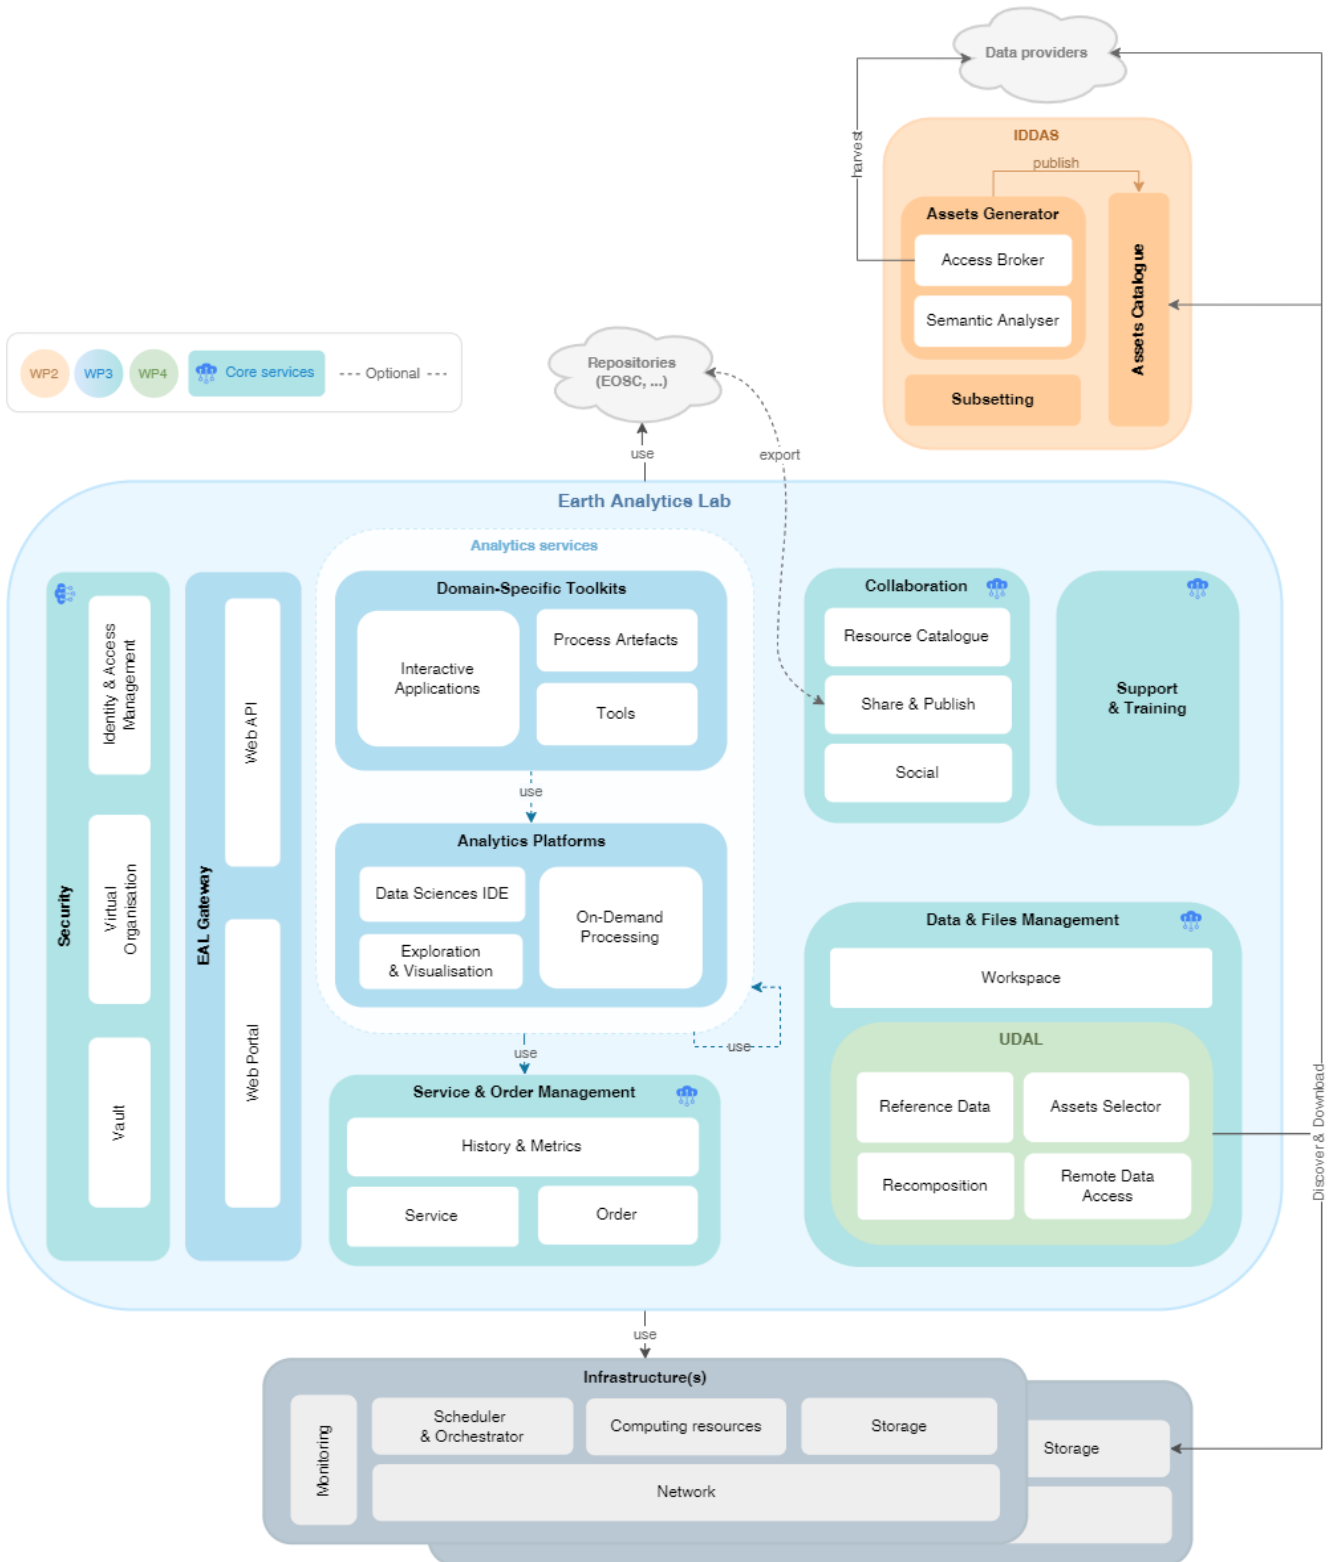 Data providers
IDDAS
publish
harvest
Assets Generator
Access Broker
Semantic Analyser
Assets Catalogue
Subsetting
WP2
WP3
WP4
Core services
Optional
Repositories
(EOSC, ...)
use
export
Earth Analytics Lab
Analytics services
Domain-Specific Toolkits
Interactive
Applications
Process Artefacts
Tools
use
Analytics Platforms
Data Sciences IDE
Exploration
& Visualisation
On-Demand
Processing
use
use
Security
Identity & Access
Management
Virtual
Organisation
Vault
EAL Gateway
Web API
Web Portal
Service & Order Management
History & Metrics
Service
Order
Collaboration
Resource Catalogue
Share & Publish
Social
Support
& Training
Data & Files Management
Workspace
UDAL
Reference Data
Assets Selector
Recomposition
Remote Data
Access
Discover & Download
use
Infrastructure(s)
Monitoring
Scheduler
& Orchestrator
Computing resources
Storage
Network
Storage